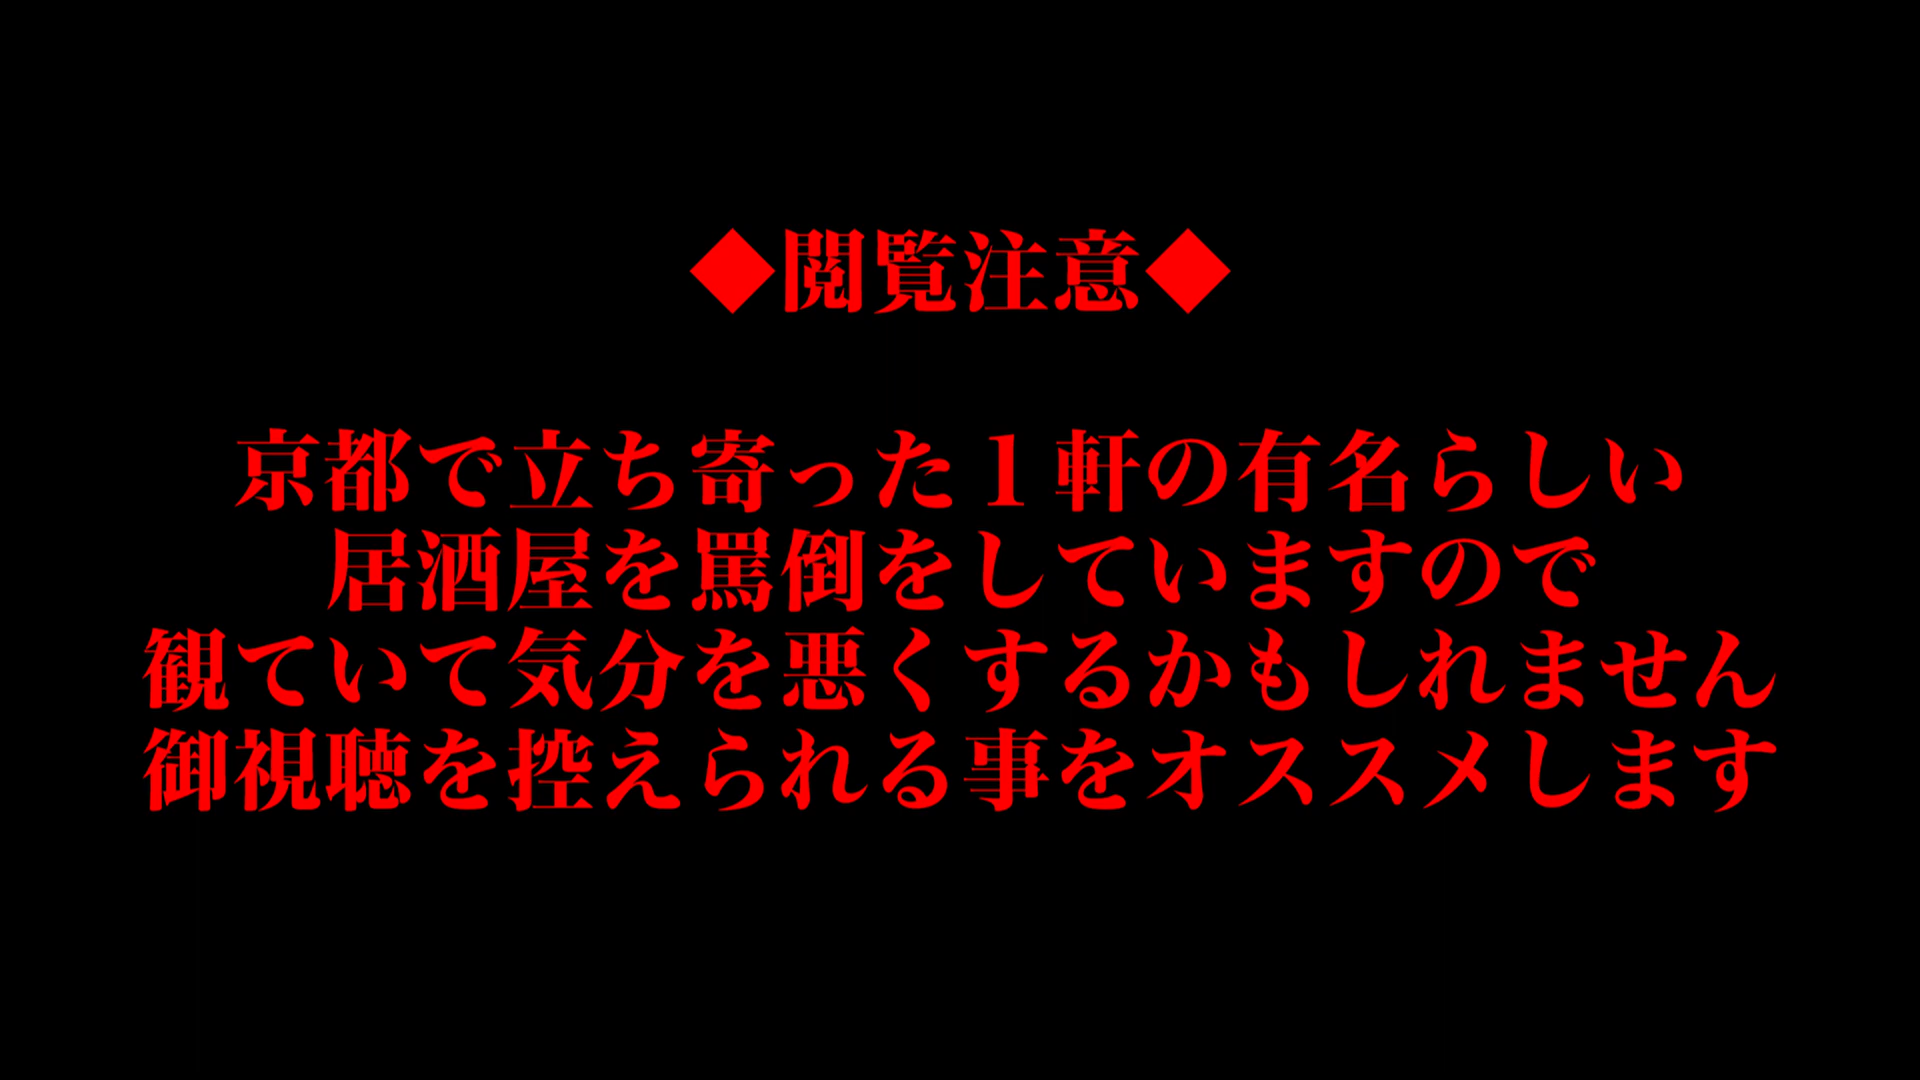 ◆閲覧注意◆
京都で立ち寄った１軒の有名らしい
居酒屋を罵倒をしていますので
観ていて気分を悪くするかもしれません
御視聴を控えられる事をオススメします